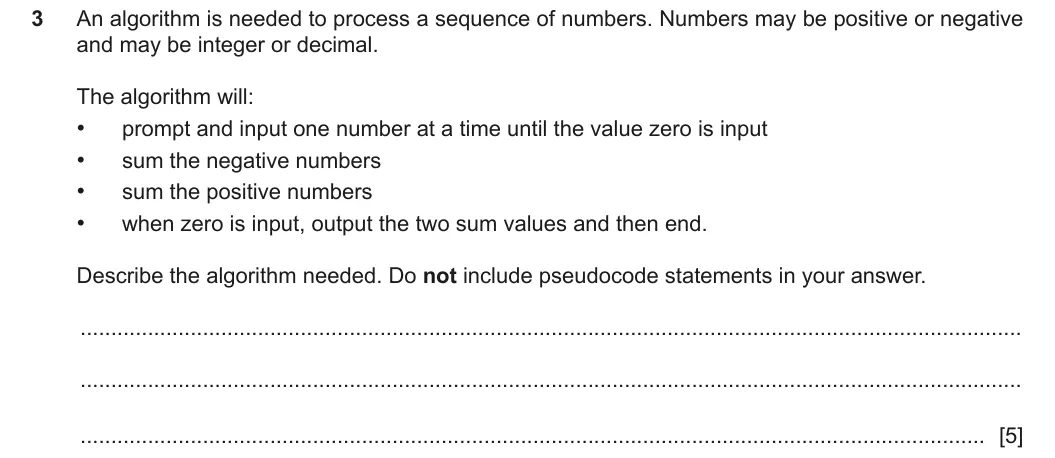 3 An algorithm is needed to process a sequence of numbers. Numbers may be positive or negative
and may be integer or decimal.
The algorithm will:
• prompt and input one number at a time until the value zero is input
• sum the negative numbers
• sum the positive numbers
• when zero is input, output the two sum values and then end.
Describe the algorithm needed. Do not include pseudocode statements in your answer.
[5]